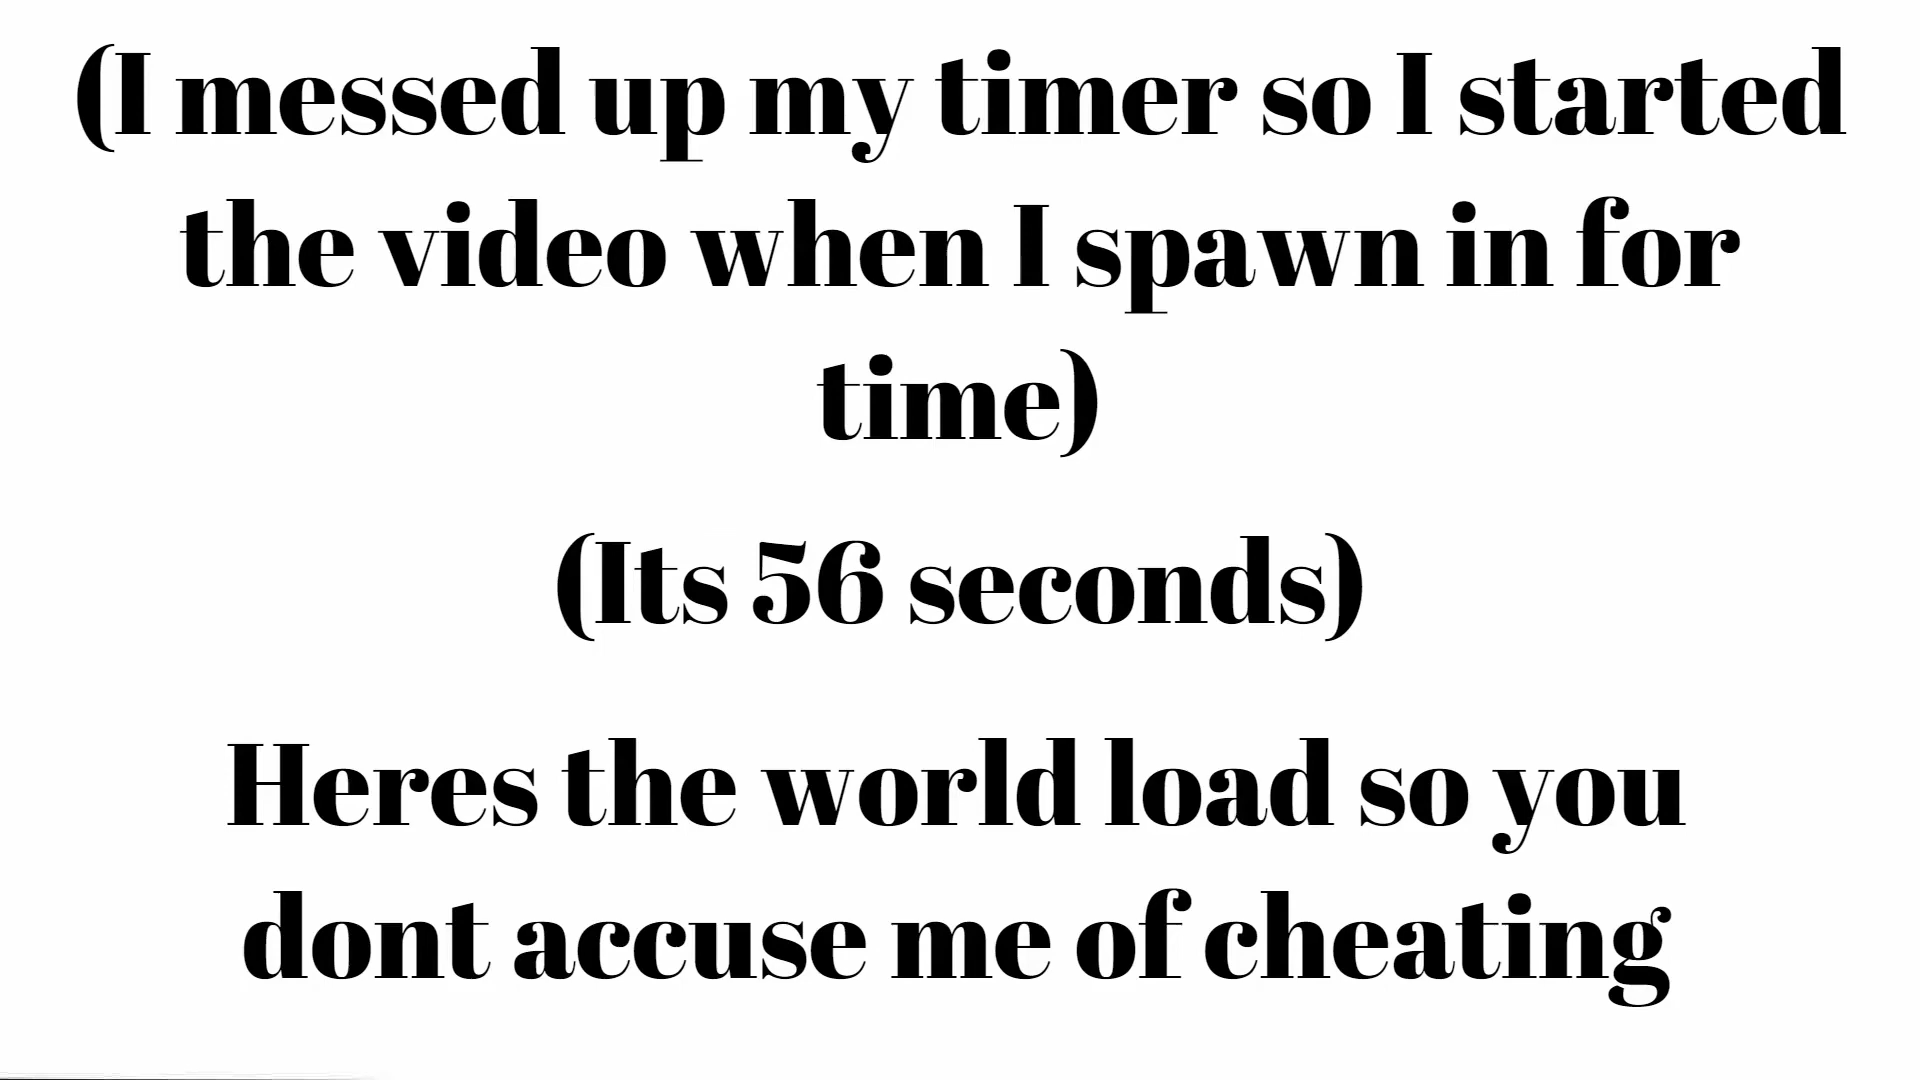 (I messed up my timer so I started
the video when I spawn in for
time)
(Its 56 seconds)
Heres the world load so you
dont accuse me of cheating